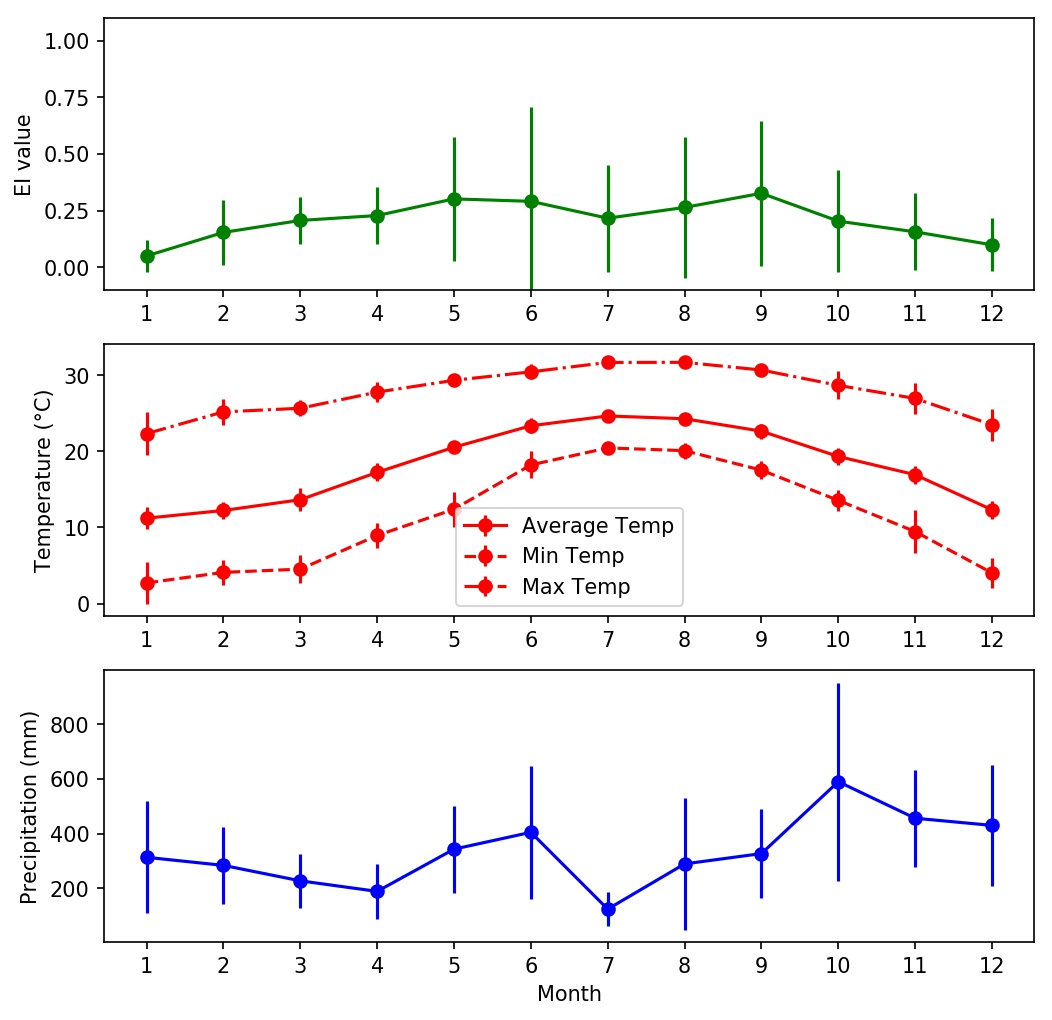 EI value
1.00
0.75
0.50
0.25
0.00
1 2 3 4 5 6 7 8 9 10 11 12
Temperature (°C)
30
20
10
0
Average Temp
Min Temp
Max Temp
1 2 3 4 5 6 7 8 9 10 11 12
Precipitation (mm)
800
600
400
200
1 2 3 4 5 6 7 8 9 10 11 12
Month